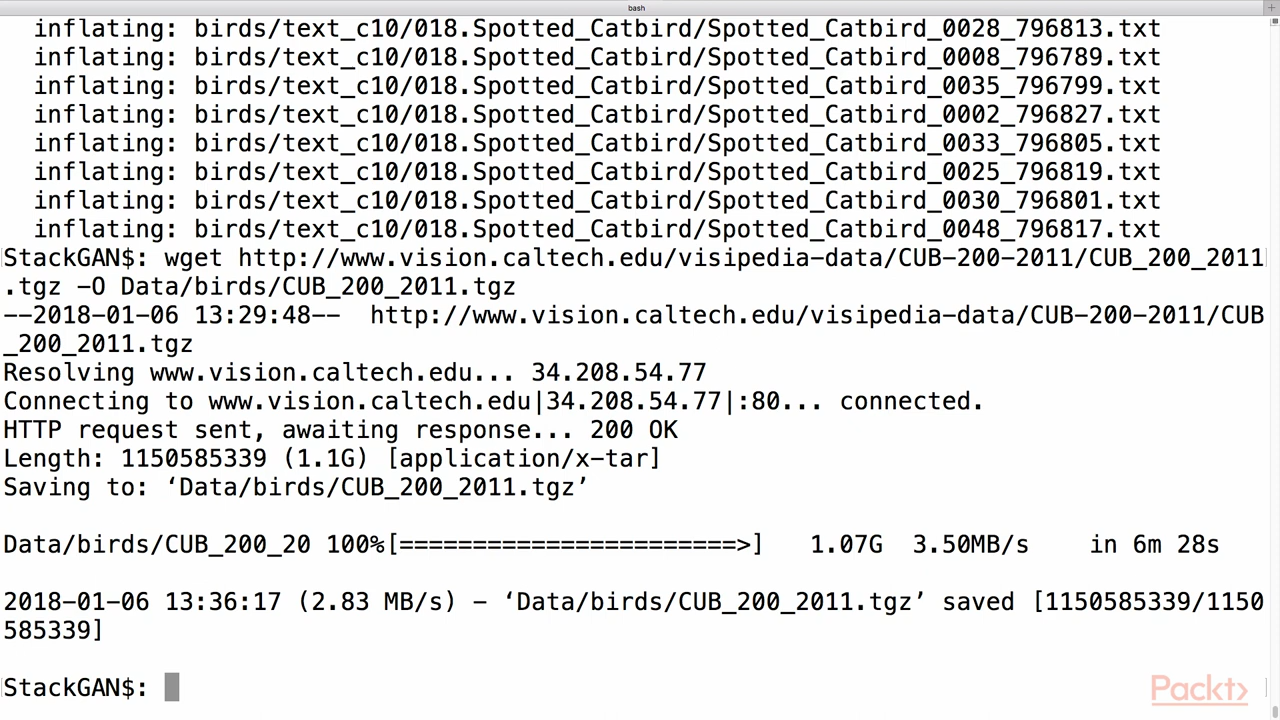 bash
inflating: birds/text_c10/018.Spotted_Catbird/Spotted_Catbird_0028_796813.txt
inflating: birds/text_c10/018.Spotted_Catbird/Spotted_Catbird_0008_796789.txt
inflating: birds/text_c10/018.Spotted_Catbird/Spotted_Catbird_0035_796799.txt
inflating: birds/text_c10/018.Spotted_Catbird/Spotted_Catbird_0002_796827.txt
inflating: birds/text_c10/018.Spotted_Catbird/Spotted_Catbird_0033_796805.txt
inflating: birds/text_c10/018.Spotted_Catbird/Spotted_Catbird_0025_796819.txt
inflating: birds/text_c10/018.Spotted_Catbird/Spotted_Catbird_0030_796801.txt
inflating: birds/text_c10/018.Spotted_Catbird/Spotted_Catbird_0048_796817.txt
StackGAN$: wget http://www.vision.caltech.edu/visipedia-data/CUB-200-2011/CUB_200_2011
.tgz -O Data/birds/CUB_200_2011.tgz
--2018-01-06 13:29:48--  http://www.vision.caltech.edu/visipedia-data/CUB-200-2011/CUB
_200_2011.tgz
Resolving www.vision.caltech.edu... 34.208.54.77
Connecting to www.vision.caltech.edu|34.208.54.77|:80... connected.
HTTP request sent, awaiting response... 200 OK
Length: 1150585339 (1.1G) [application/x-tar]
Saving to: ‘Data/birds/CUB_200_2011.tgz’
Data/birds/CUB_200_20 100%[=======================>]   1.07G  3.50MB/s    in 6m 28s
2018-01-06 13:36:17 (2.83 MB/s) - ‘Data/birds/CUB_200_2011.tgz’ saved [1150585339/1150
585339]
StackGAN$:
Packt>